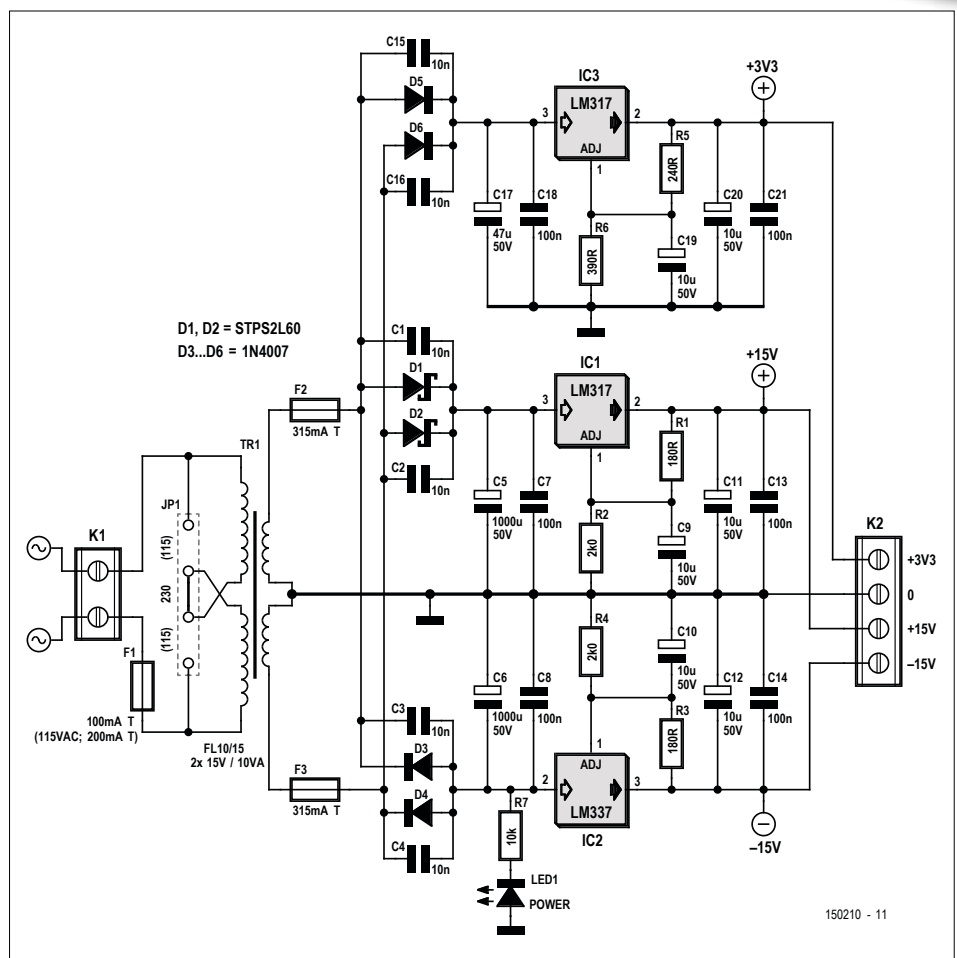 C15
10n
D5
D6
C16
10n
IC3
LM317
3
2
ADJ
1
+3V3
R5
240R
C17
47u
50V
C18
100n
R6
390R
C19
10u
50V
C20
10u
50V
C21
100n
D1, D2 = STPS2L60
D3...D6 = 1N4007
C1
10n
D1
D2
C2
10n
IC1
LM317
3
2
ADJ
1
+15V
F2
315mA T
R1
180R
C5
1000u
50V
C7
100n
R2
2k0
C9
10u
50V
C11
10u
50V
C13
100n
TR1
JP1
(115)
230
(115)
K1
F1
100mA T
(115VAC; 200mA T)
FL10/15
2x 15V / 10VA
K2
+3V3
0
+15V
–15V
C6
1000u
50V
C8
100n
R4
2k0
C10
10u
50V
R3
180R
C12
10u
50V
C14
100n
C3
10n
D3
D4
C4
10n
F3
315mA T
1
ADJ
2
3
LM337
IC2
–15V
R7
10k
LED1
POWER
150210 - 11